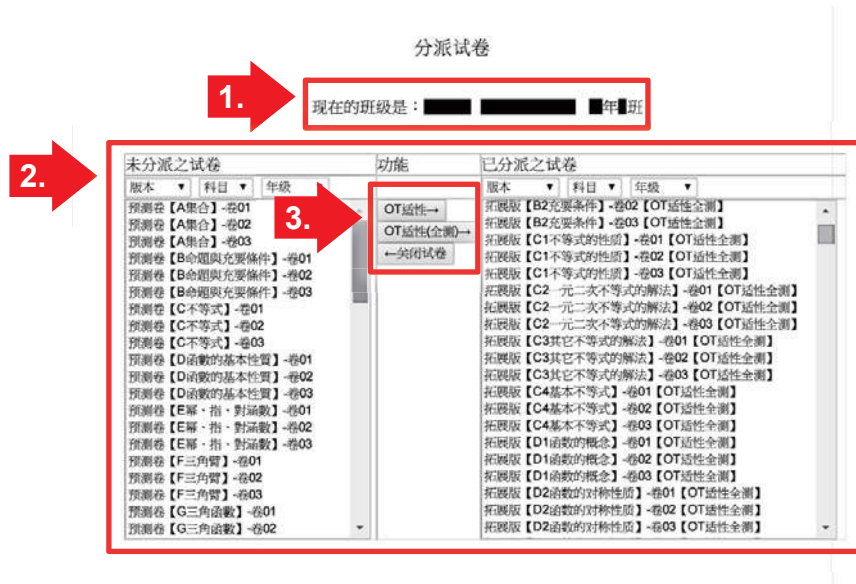 分派试卷
1.
现在的班级是：
年 班
2.
未分派之试卷 功能 已分派之试卷
版本 ▼ 科目 ▼ 年级
版本 ▼ 科目 ▼ 年级 ▼
预测卷【A集合】-卷01
预测卷【A集合】-卷02
预测卷【A集合】-卷03
预测卷【B命題與充要條件】-卷01
预测卷【B命題與充要條件】-卷02
预测卷【B命題與充要條件】-卷03
预测卷【C不等式】-卷01
预测卷【C不等式】-卷02
预测卷【C不等式】-卷03
预测卷【D函數的基本性質】-卷01
预测卷【D函數的基本性質】-卷02
预测卷【D函數的基本性質】-卷03
预测卷【E冪、指、對函數】-卷01
预测卷【E冪、指、對函數】-卷02
预测卷【E冪、指、對函數】-卷03
预测卷【F三角臂】-卷01
预测卷【F三角臂】-卷02
预测卷【F三角臂】-卷03
预测卷【G三角函數】-卷01
预测卷【G三角函數】-卷02
3.
OT适性→
OT适性(全测)→
←关闭试卷
拓展版【B2充要条件】-卷02【OT适性全测】
拓展版【B2充要条件】-卷03【OT适性全测】
拓展版【C1不等式的性质】-卷01【OT适性全测】
拓展版【C1不等式的性质】-卷02【OT适性全测】
拓展版【C1不等式的性质】-卷03【OT适性全测】
拓展版【C2一元二次不等式的解法】-卷01【OT适性全测】
拓展版【C2一元二次不等式的解法】-卷02【OT适性全测】
拓展版【C2一元二次不等式的解法】-卷03【OT适性全测】
拓展版【C3其它不等式的解法】-卷01【OT适性全测】
拓展版【C3其它不等式的解法】-卷02【OT适性全测】
拓展版【C3其它不等式的解法】-卷03【OT适性全测】
拓展版【C4基本不等式】-卷01【OT适性全测】
拓展版【C4基本不等式】-卷02【OT适性全测】
拓展版【C4基本不等式】-卷03【OT适性全测】
拓展版【D1函数的概念】-卷01【OT适性全测】
拓展版【D1函数的概念】-卷02【OT适性全测】
拓展版【D1函数的概念】-卷03【OT适性全测】
拓展版【D2函数的对称性质】-卷01【OT适性全测】
拓展版【D2函数的对称性质】-卷02【OT适性全测】
拓展版【D2函数的对称性质】-卷03【OT适性全测】